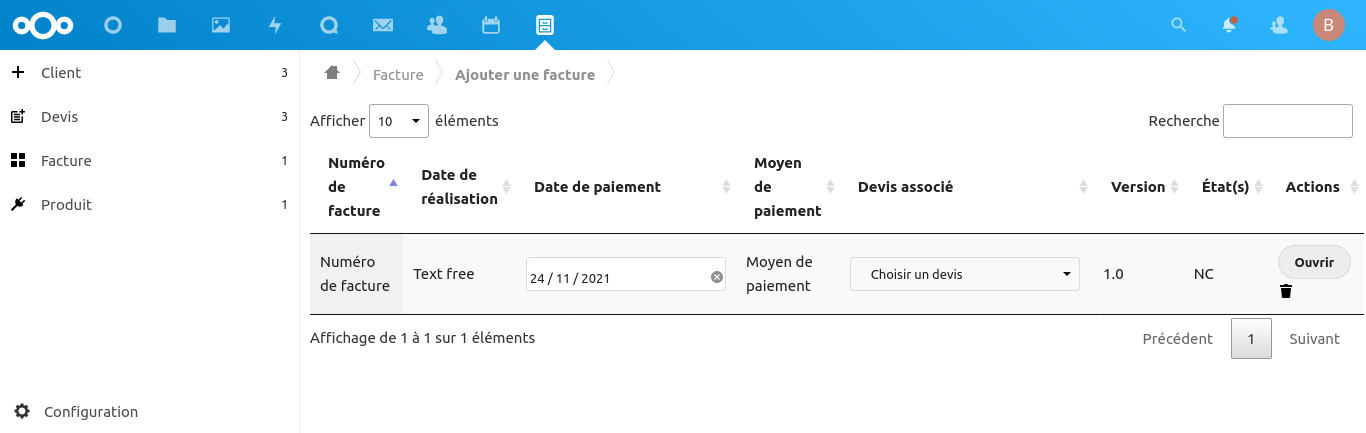 B
Client 3
Devis 3
Facture 1
Produit 1
Configuration
Facture Ajouter une facture
Afficher 10 éléments Recherche
Numéro
de
facture
Date de
réalisation
Date de paiement
Moyen
de
paiement
Devis associé
Version
État(s)
Actions
Numéro
de facture
Text free
24 / 11 / 2021
Moyen de
paiement
Choisir un devis
1.0
NC
Ouvrir
Affichage de 1 à 1 sur 1 éléments
Précédent 1 Suivant